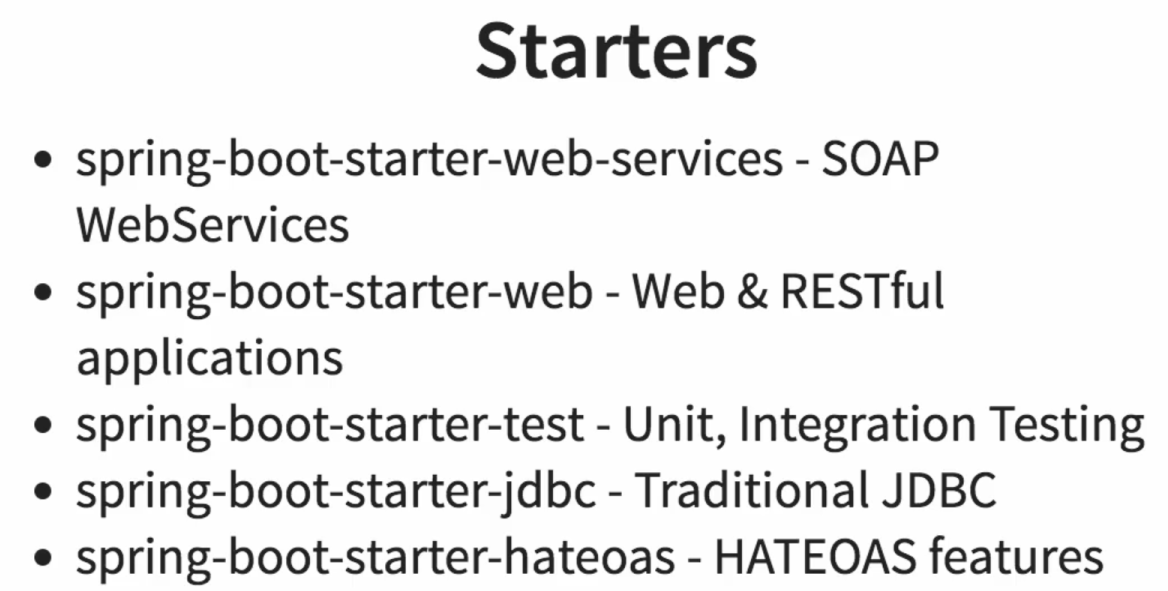 Starters
• spring-boot-starter-web-services - SOAP
WebServices
• spring-boot-starter-web - Web & RESTful
applications
• spring-boot-starter-test - Unit, Integration Testing
• spring-boot-starter-jdbc - Traditional JDBC
• spring-boot-starter-hateoas - HATEOAS features